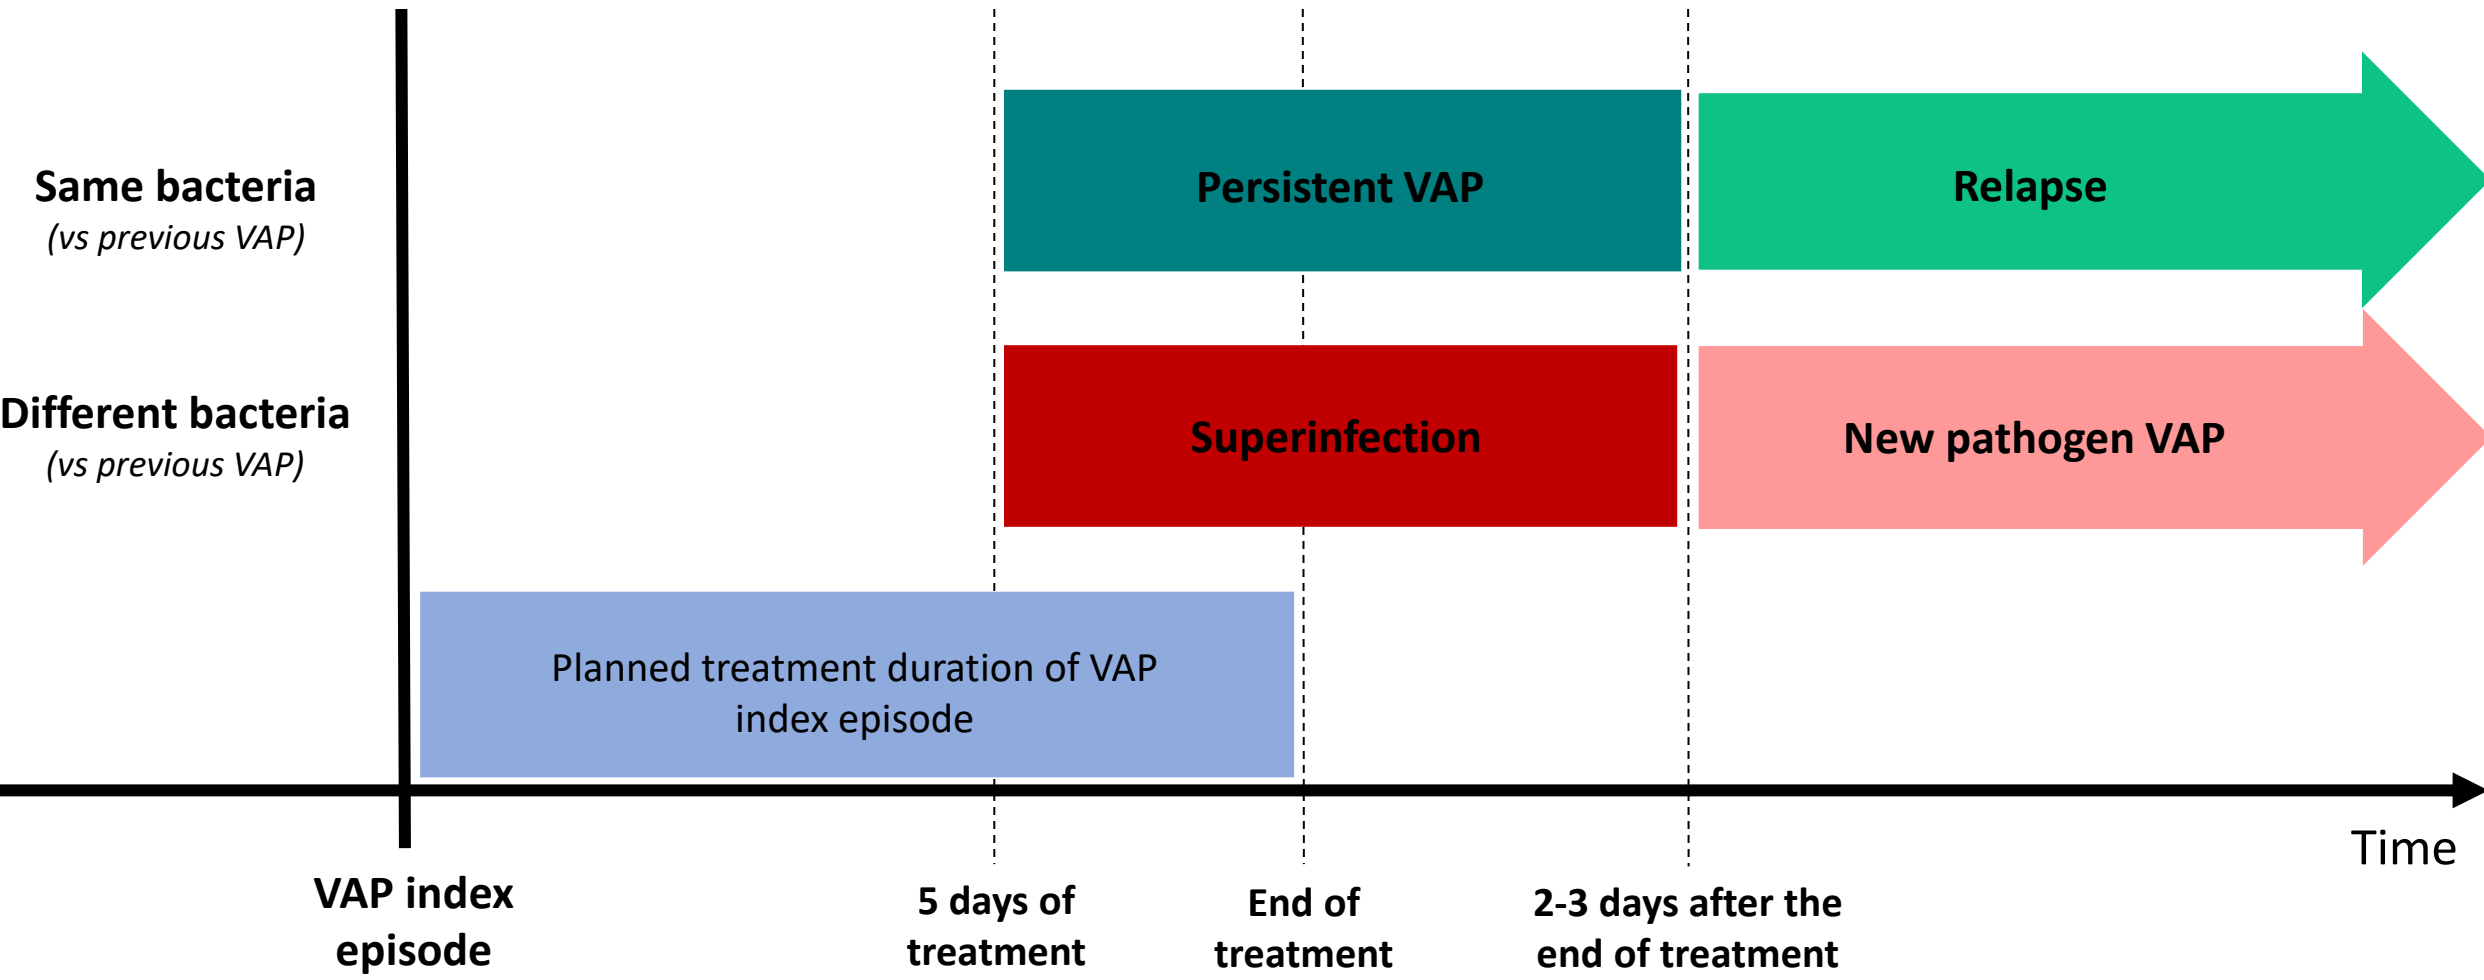 Same bacteria
(vs previous VAP)
Persistent VAP
Relapse
Different bacteria
(vs previous VAP)
Superinfection
New pathogen VAP
Planned treatment duration of VAP
index episode
Time
VAP index
episode
5 days of
treatment
End of
treatment
2-3 days after the
end of treatment